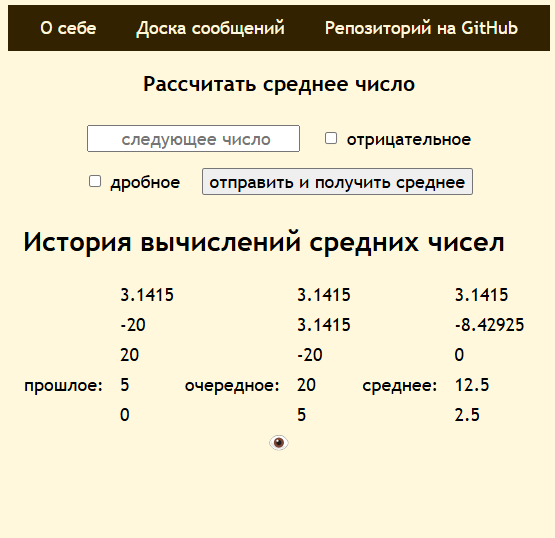 О себе Доска сообщений Репозиторий на GitHub
Рассчитать среднее число
следующее число отрицательное
дробное отправить и получить среднее
История вычислений средних чисел
3.1415 3.1415 3.1415
-20 3.1415 -8.42925
20 -20 0
прошлое: 5 очередное: 20 среднее: 12.5
0 5 2.5